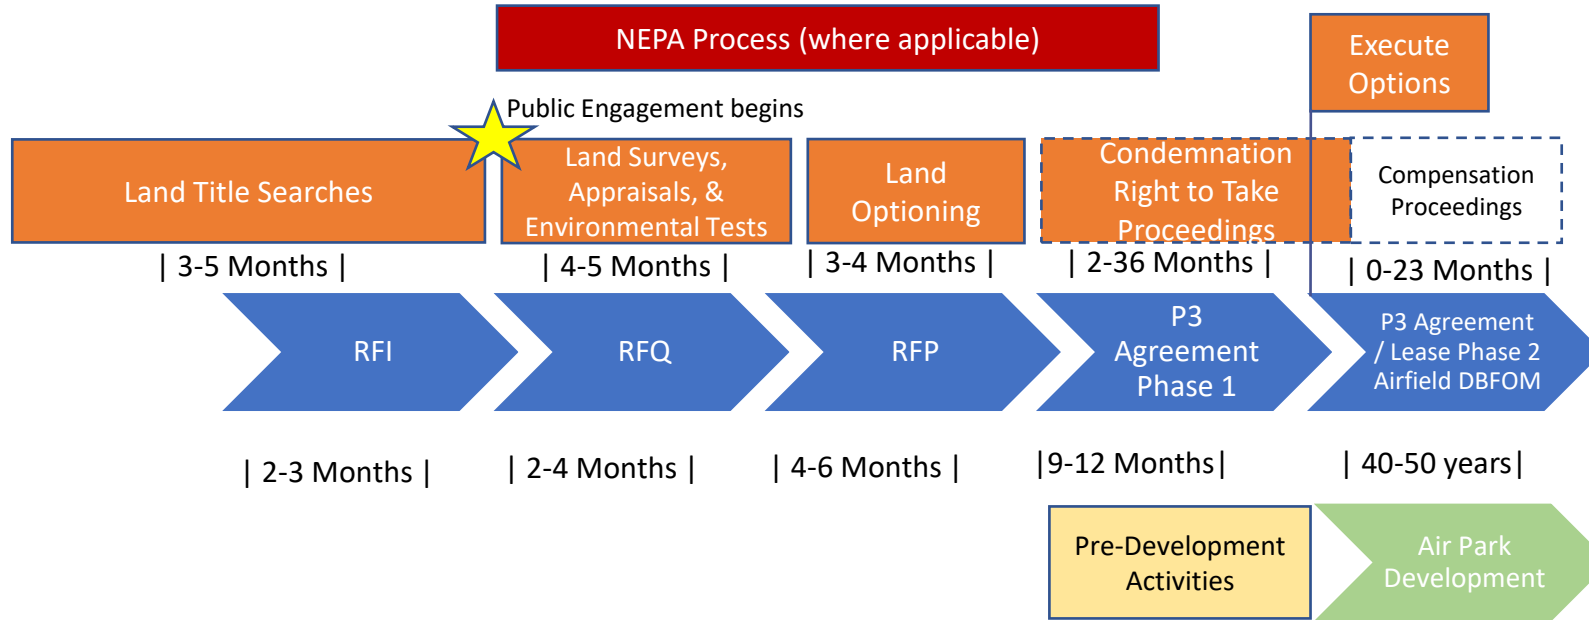 NEPA Process (where applicable)
Execute
Options
Public Engagement begins
Land Title Searches
Land Surveys,
Appraisals, &
Environmental Tests
Land
Optioning
Condemnation
Right to Take
Proceedings
Compensation
Proceedings
| 3-5 Months |
| 4-5 Months |
| 3-4 Months |
| 2-36 Months |
| 0-23 Months |
RFI
RFQ
RFP
P3
Agreement
Phase 1
P3 Agreement
/ Lease Phase 2
Airfield DBFOM
| 2-3 Months |
| 2-4 Months |
| 4-6 Months |
|9-12 Months|
| 40-50 years|
Pre-Development
Activities
Air Park
Development